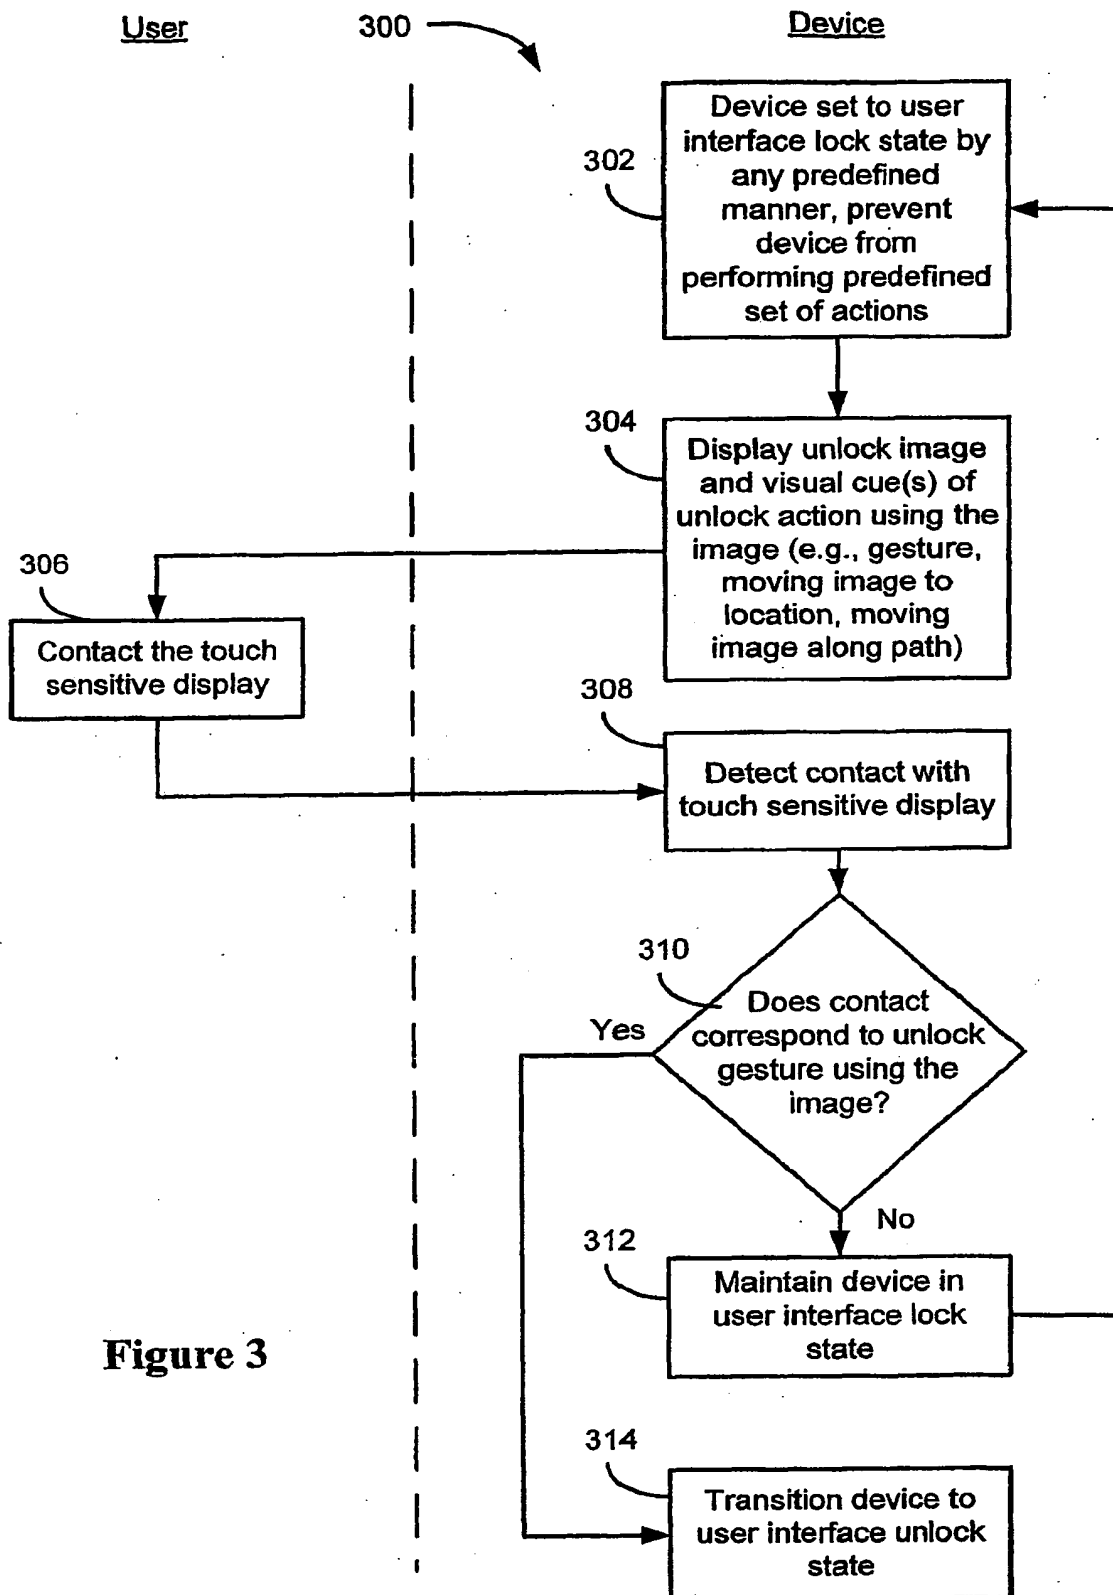 User
300
Device
302
Device set to user
interface lock state by
any predefined
manner, prevent
device from
performing predefined
set of actions
304
Display unlock image
and visual cue(s) of
unlock action using the
image (e.g., gesture,
moving image to
location, moving
image along path)
306
Contact the touch
sensitive display
308
Detect contact with
touch sensitive display
310
Does contact
correspond to unlock
gesture using the
image?
Yes
No
312
Maintain device in
user interface lock
state
Figure 3
314
Transition device to
user interface unlock
state